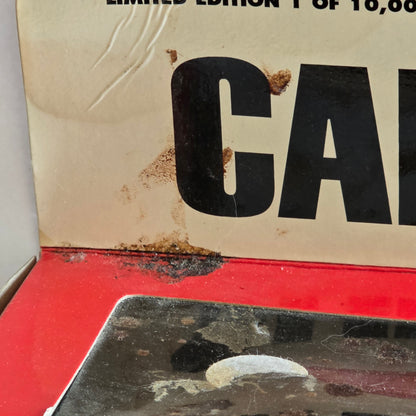 LIMITED EDITION 1 OF 10,00
CA